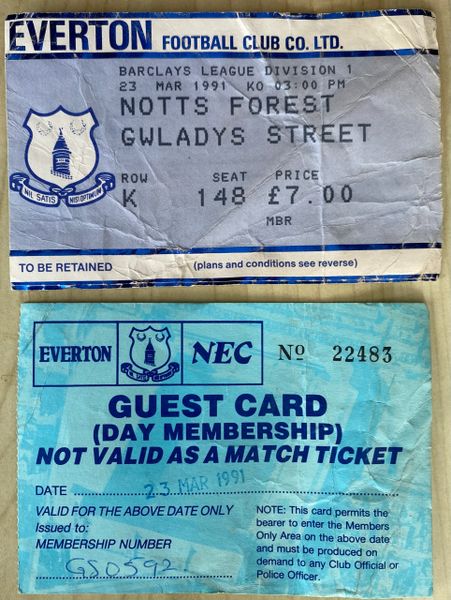 EVERTON FOOTBALL CLUB CO. LTD.
BARCLAYS LEAGUE DIVISION 1
23 MAR 1991 KO 03:00 PM
NOTTS FOREST
GWLADYS STREET
ROW SEAT PRICE
K 148 £7.00
MBR
NIL SATIS NISI OPTIMUM
TO BE RETAINED (plans and conditions see reverse)
EVERTON NEC Nº 22483
GUEST CARD
(DAY MEMBERSHIP)
NOT VALID AS A MATCH TICKET
DATE 23 MAR 1991
VALID FOR THE ABOVE DATE ONLY
Issued to:
MEMBERSHIP NUMBER
GS0592
NOTE: This card permits the
bearer to enter the Members
Only Area on the above date
and must be produced on
demand to any Club Official or
Police Officer.